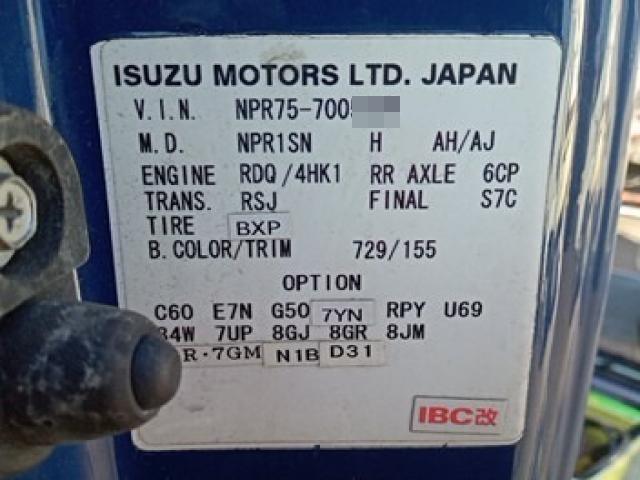 ISUZU MOTORS LTD. JAPAN
V.I.N. NPR75-7005
M.D. NPR1SN H AH/AJ
ENGINE RDQ/4HK1 RR AXLE 6CP
TRANS. RSJ FINAL S7C
TIRE BXP
B.COLOR/TRIM 729/155
OPTION
C60 E7N G50 7YN RPY U69
34W 7UP 8GJ 8GR 8JM
R·7GM N1B D31
IBC改